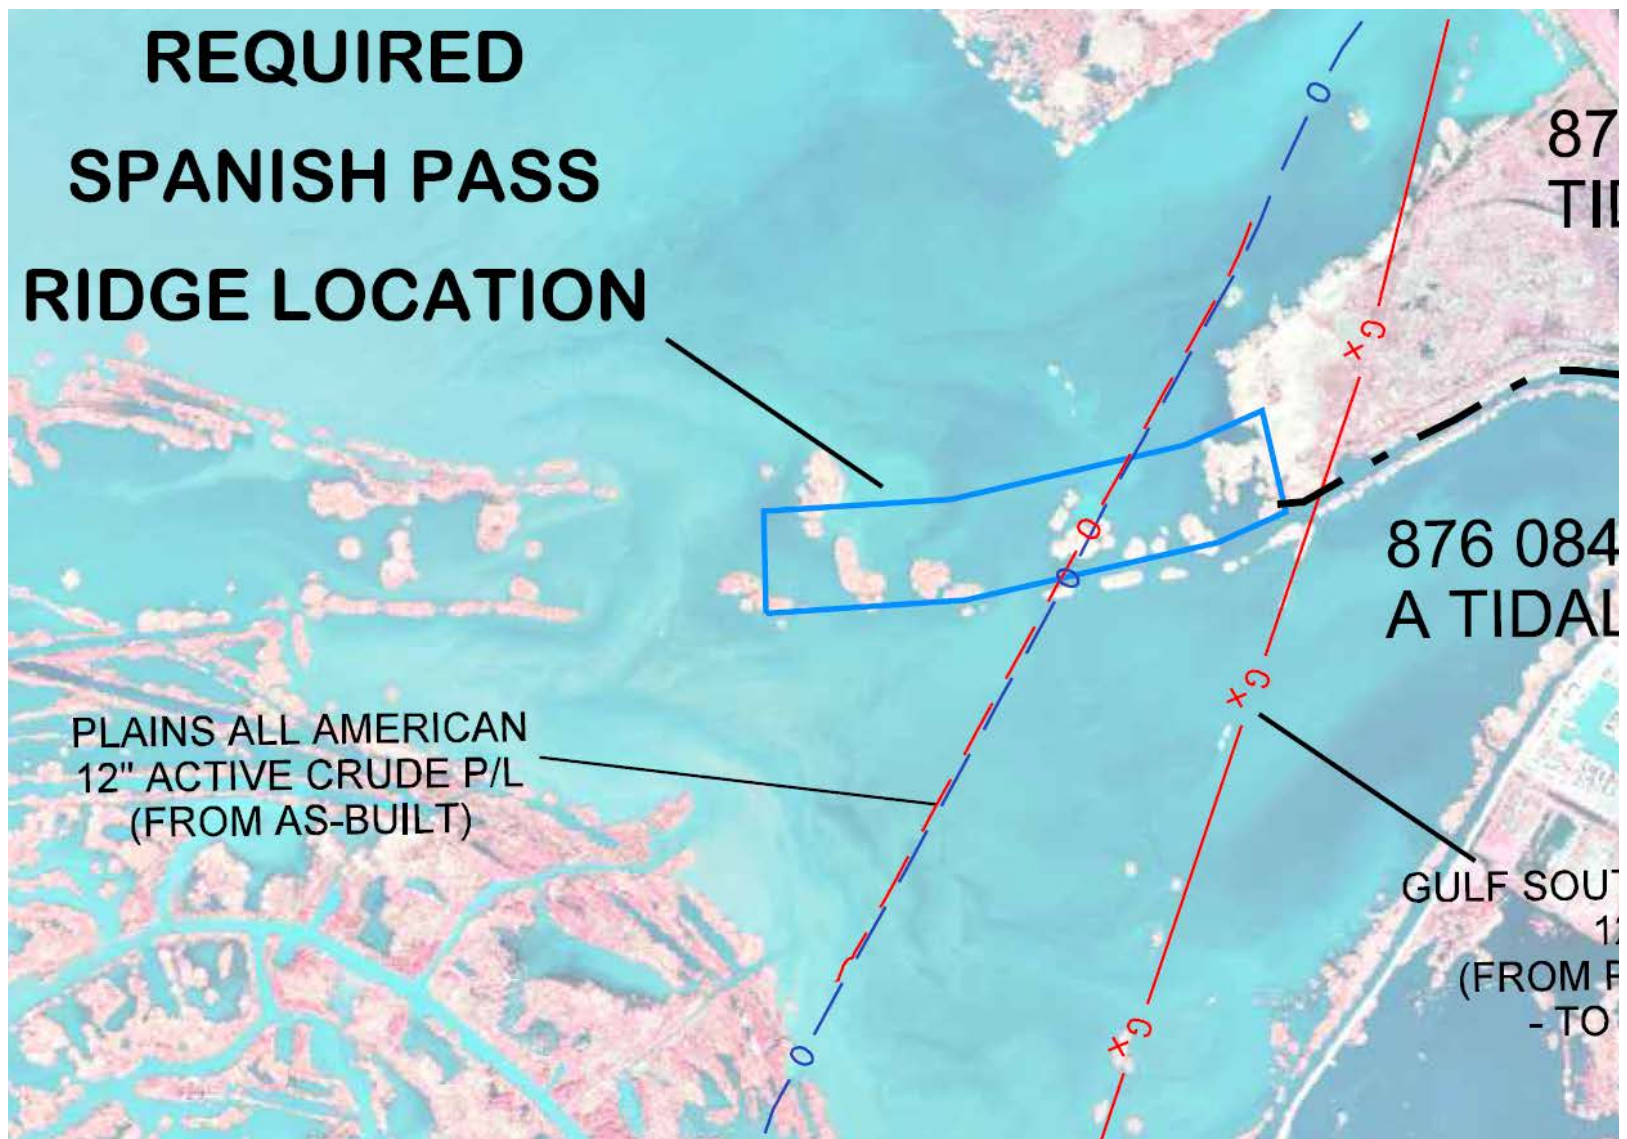 REQUIRED
SPANISH PASS
RIDGE LOCATION
87
876 084
A TIDAL
PLAINS ALL AMERICAN
12" ACTIVE CRUDE P/L
(FROM AS-BUILT)
GULF
(FROM
- TO
O
G x
O
O
G x
O
G x